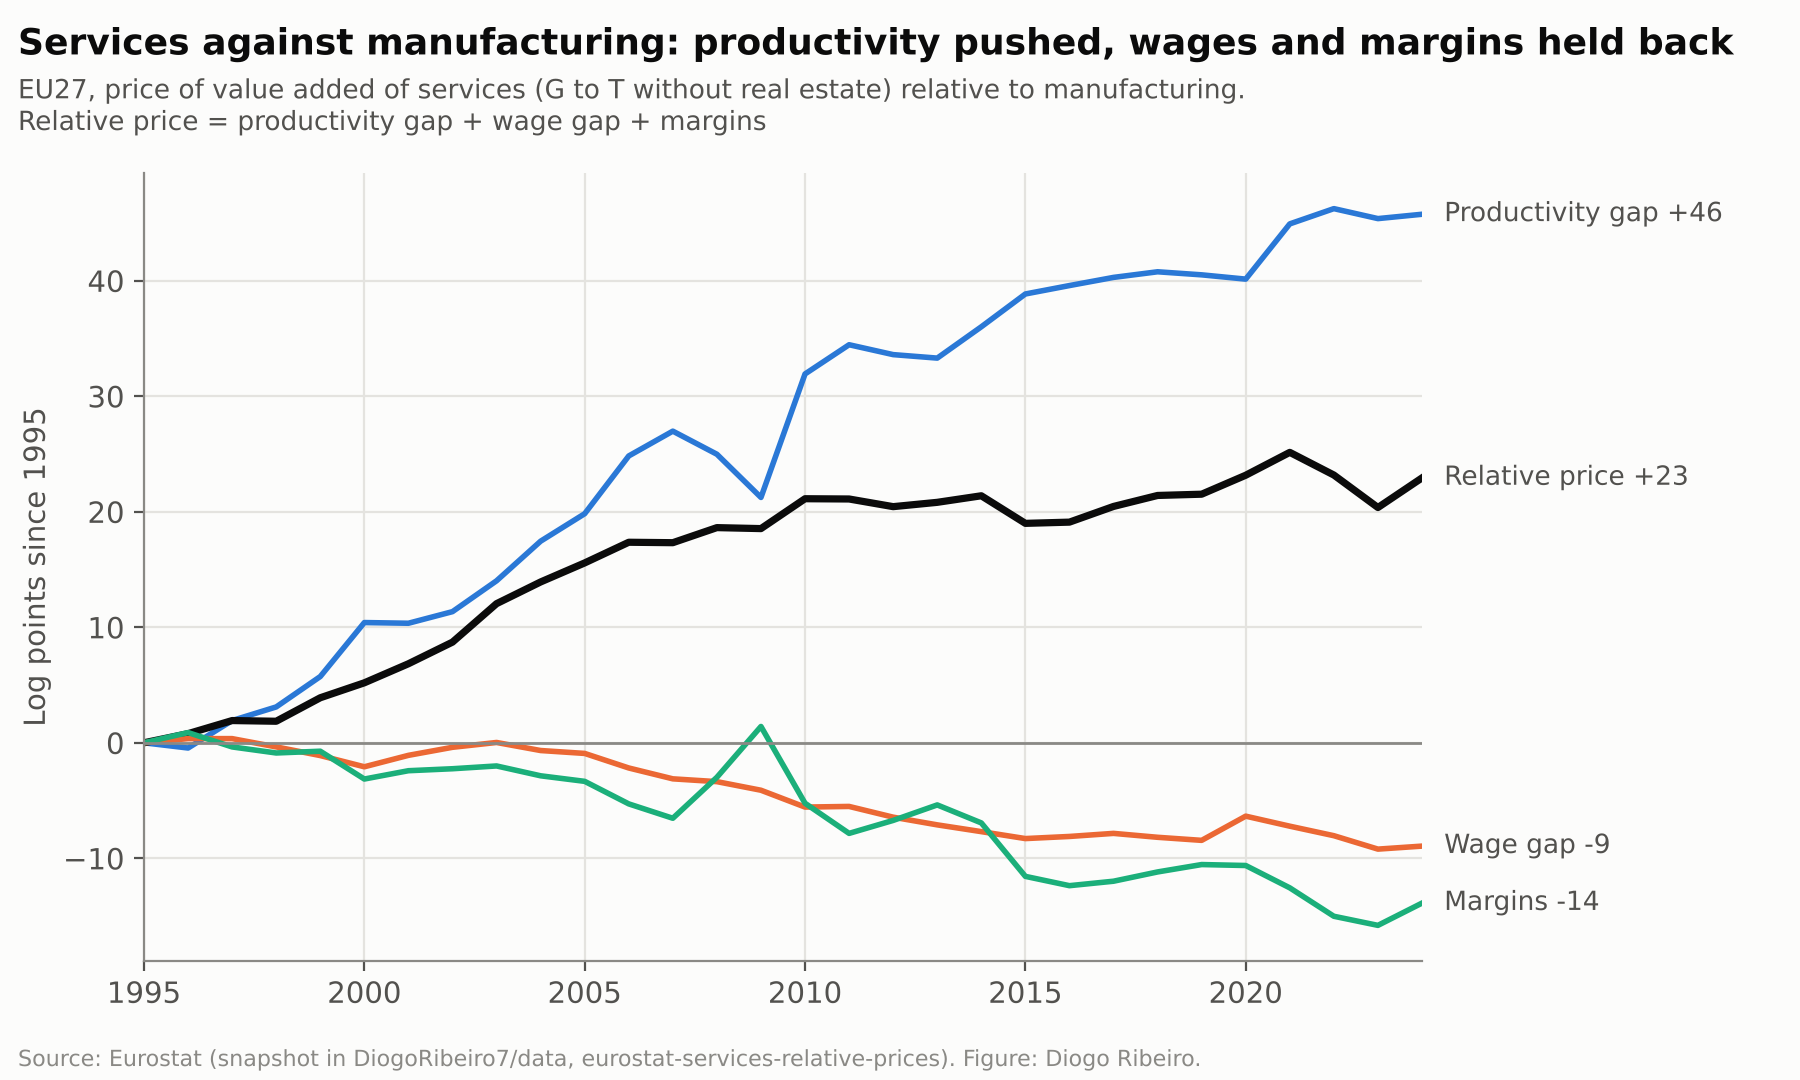 Services against manufacturing: productivity pushed, wages and margins held back
EU27, price of value added of services (G to T without real estate) relative to manufacturing.
Relative price = productivity gap + wage gap + margins
Log points since 1995
40
30
20
10
0
−10
Productivity gap +46
Relative price +23
Wage gap -9
Margins -14
1995 2000 2005 2010 2015 2020
Source: Eurostat (snapshot in DiogoRibeiro7/data, eurostat-services-relative-prices). Figure: Diogo Ribeiro.